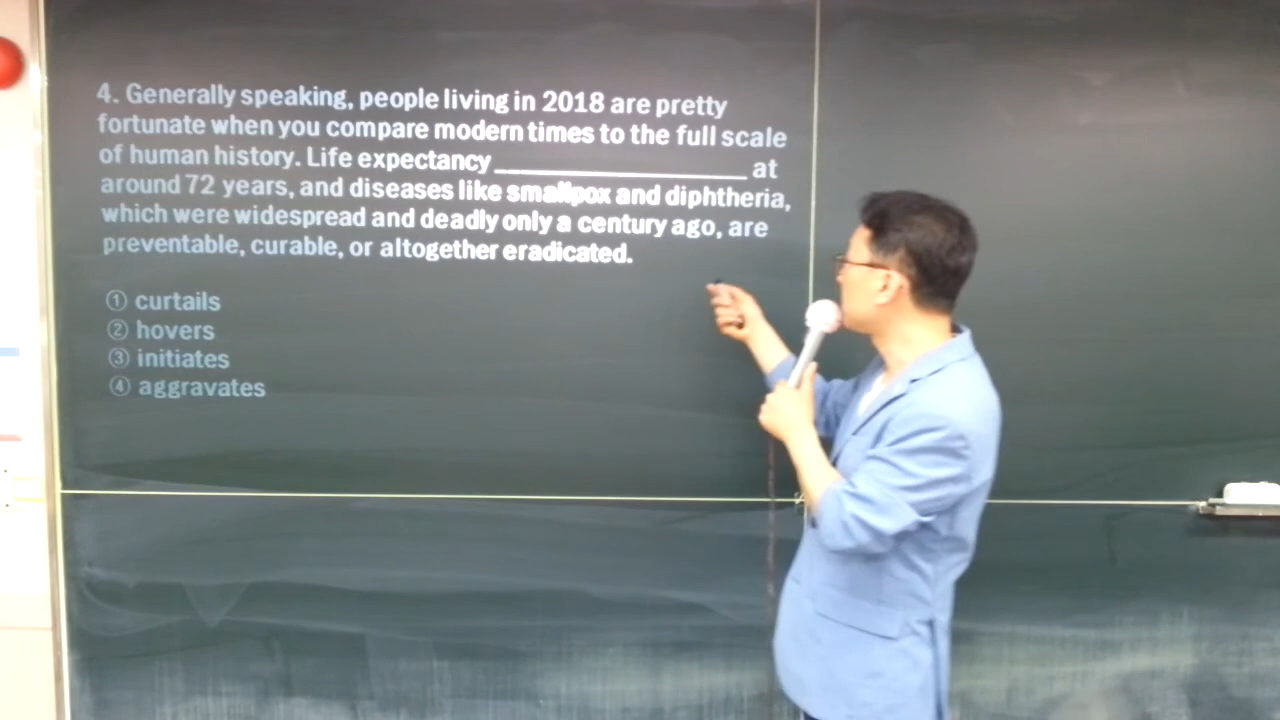 4. Generally speaking, people living in 2018 are pretty
fortunate when you compare modern times to the full scale
of human history. Life expectancy ____________________ at
around 72 years, and diseases like smallpox and diphtheria,
which were widespread and deadly only a century ago, are
preventable, curable, or altogether eradicated.
① curtails
② hovers
③ initiates
④ aggravates